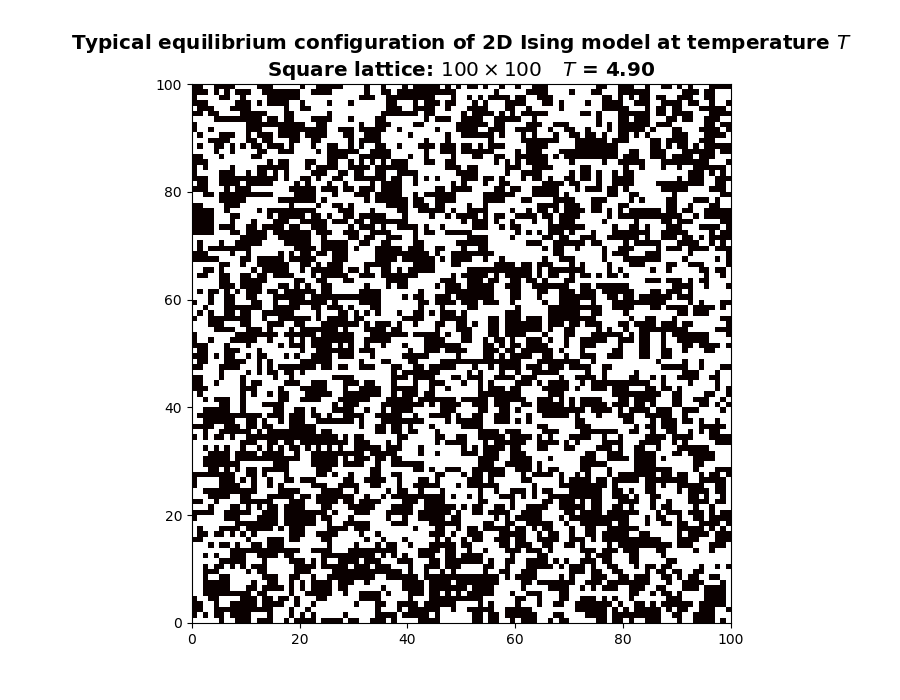 Typical equilibrium configuration of 2D Ising model at temperature T
Square lattice: 100 × 100 T = 4.90
100
80
60
40
20
0
0 20 40 60 80 100